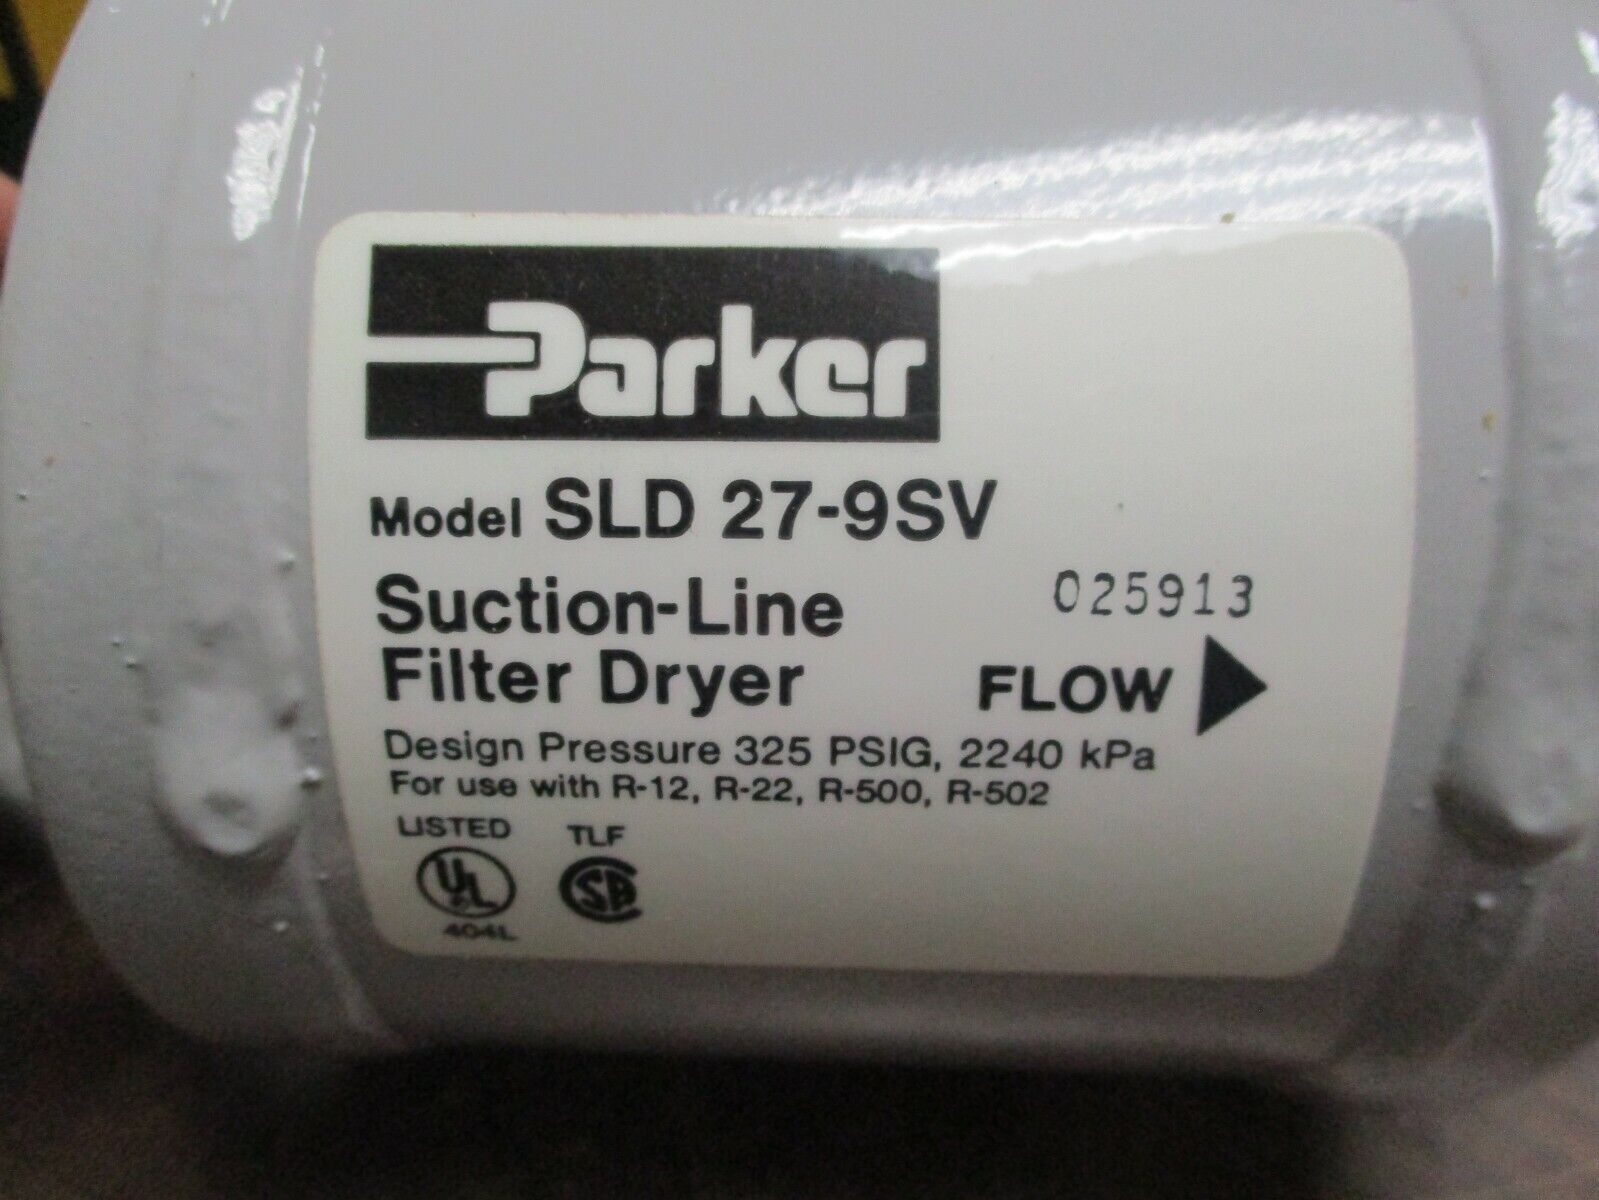 Parker
Model SLD 27-9SV
Suction-Line
Filter Dryer
025913
FLOW
Design Pressure 325 PSIG, 2240 kPa
For use with R-12, R-22, R-500, R-502
LISTED
TLF
UL
SA
404L